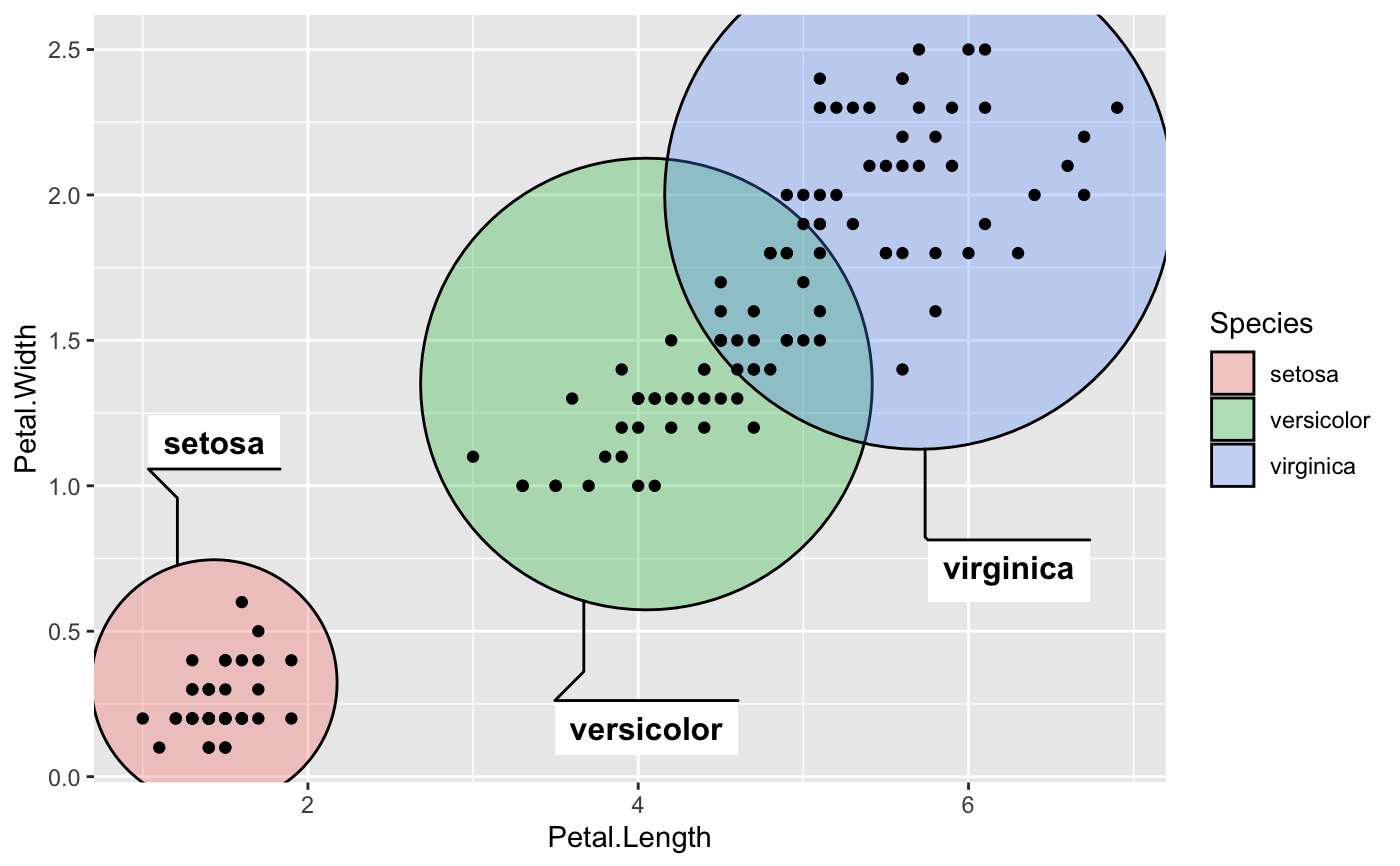 2.5
2.0
1.5
1.0
0.5
0.0
Petal.Width
2
4
6
Petal.Length
setosa
versicolor
virginica
Species
setosa
versicolor
virginica